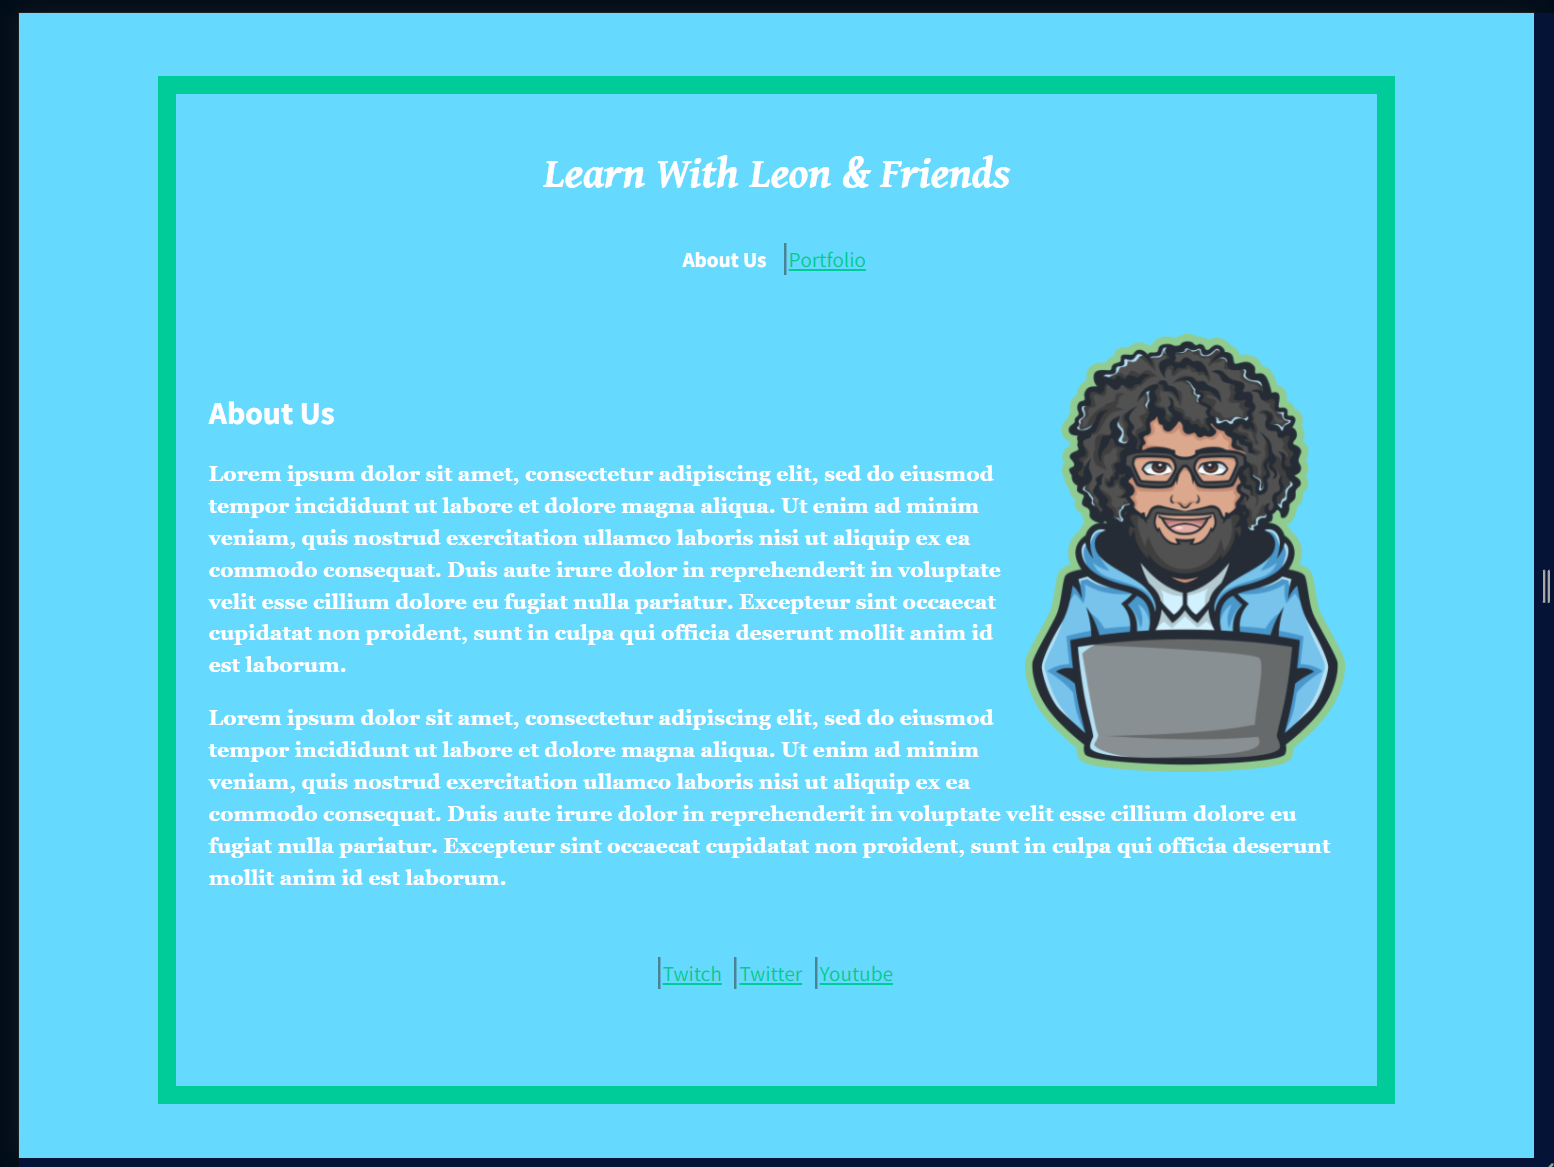 Learn With Leon & Friends
About Us Portfolio
About Us
Lorem ipsum dolor sit amet, consectetur adipiscing elit, sed do eiusmod
tempor incididunt ut labore et dolore magna aliqua. Ut enim ad minim
veniam, quis nostrud exercitation ullamco laboris nisi ut aliquip ex ea
commodo consequat. Duis aute irure dolor in reprehenderit in voluptate
velit esse cillium dolore eu fugiat nulla pariatur. Excepteur sint occaecat
cupidatat non proident, sunt in culpa qui officia deserunt mollit anim id
est laborum.
Lorem ipsum dolor sit amet, consectetur adipiscing elit, sed do eiusmod
tempor incididunt ut labore et dolore magna aliqua. Ut enim ad minim
veniam, quis nostrud exercitation ullamco laboris nisi ut aliquip ex ea
commodo consequat. Duis aute irure dolor in reprehenderit in voluptate velit esse cillium dolore eu
fugiat nulla pariatur. Excepteur sint occaecat cupidatat non proident, sunt in culpa qui officia deserunt
mollit anim id est laborum.
Twitch Twitter Youtube